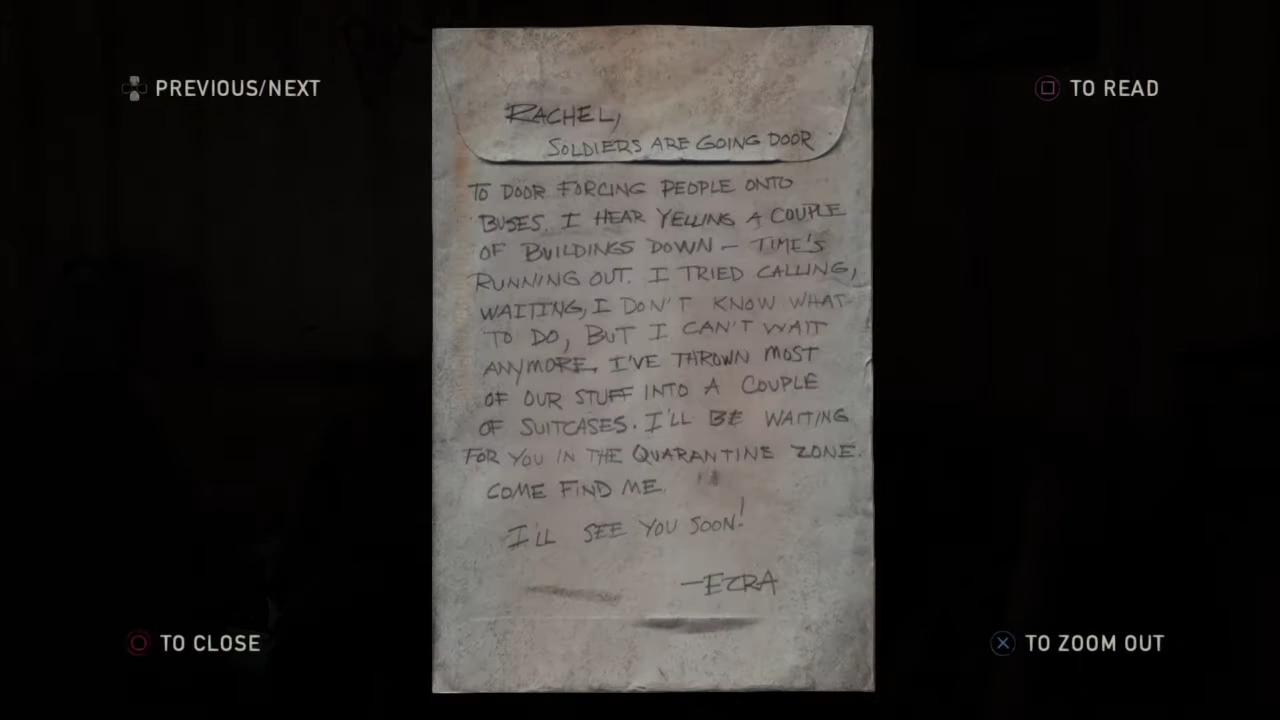 PREVIOUS/NEXT
TO READ
RACHEL,
SOLDIERS ARE GOING DOOR
TO DOOR FORCING PEOPLE ONTO
BUSES. I HEAR YELLING A COUPLE
OF BUILDINGS DOWN – TIME'S
RUNNING OUT. I TRIED CALLING,
WAITING, I DON'T KNOW WHAT
TO DO, BUT I CAN'T WAIT
ANYMORE. I'VE THROWN MOST
OF OUR STUFF INTO A COUPLE
OF SUITCASES. I'LL BE WAITING
FOR YOU IN THE QUARANTINE ZONE.
COME FIND ME.
I'LL SEE YOU SOON!
—EZRA
TO CLOSE
TO ZOOM OUT